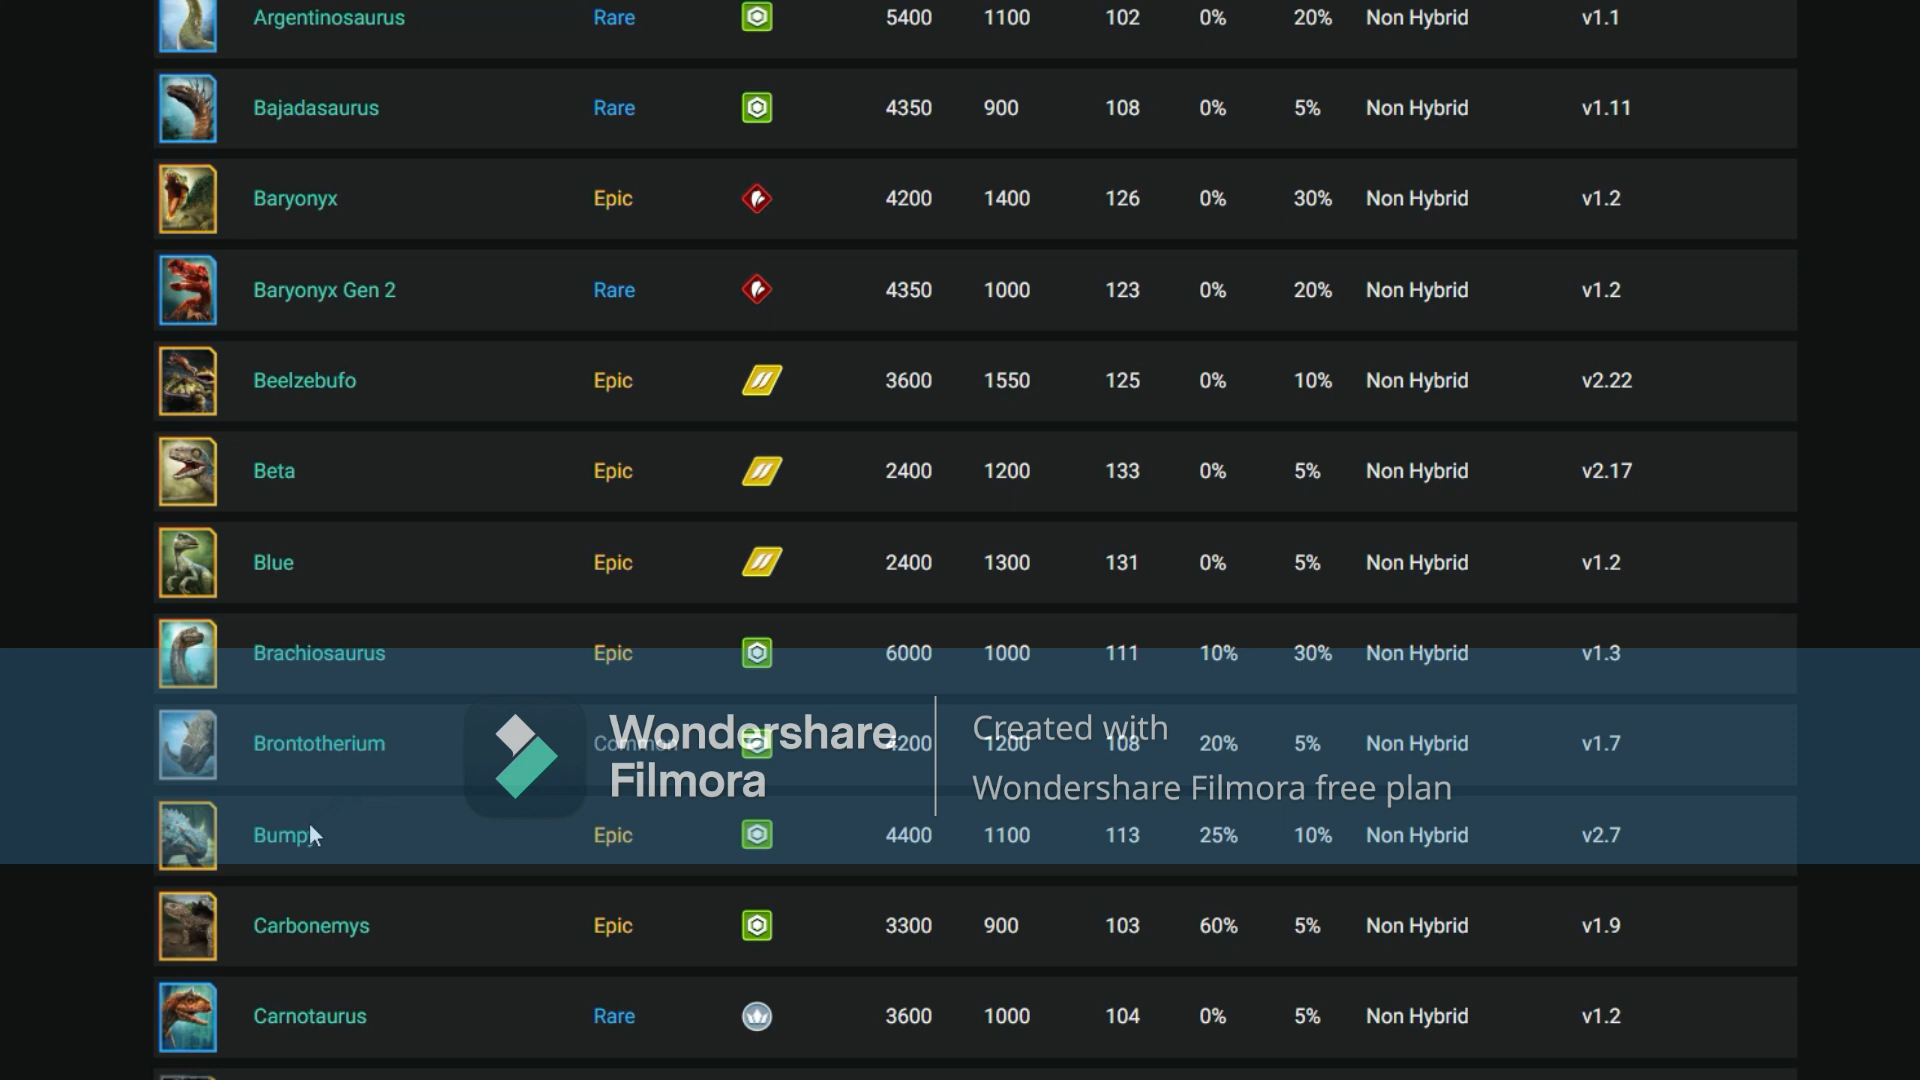 Argentinosaurus Rare 5400 1100 102 0% 20% Non Hybrid v1.1
Bajadasaurus Rare 4350 900 108 0% 5% Non Hybrid v1.11
Baryonyx Epic 4200 1400 126 0% 30% Non Hybrid v1.2
Baryonyx Gen 2 Rare 4350 1000 123 0% 20% Non Hybrid v1.2
Beelzebufo Epic 3600 1550 125 0% 10% Non Hybrid v2.22
Beta Epic 2400 1200 133 0% 5% Non Hybrid v2.17
Blue Epic 2400 1300 131 0% 5% Non Hybrid v1.2
Brachiosaurus Epic 6000 1000 111 10% 30% Non Hybrid v1.3
Brontotherium Common 4200 1200 108 20% 5% Non Hybrid v1.7
Wondershare
Filmora
Created with
Wondershare Filmora free plan
Bumpy Epic 4400 1100 113 25% 10% Non Hybrid v2.7
Carbonemys Epic 3300 900 103 60% 5% Non Hybrid v1.9
Carnotaurus Rare 3600 1000 104 0% 5% Non Hybrid v1.2